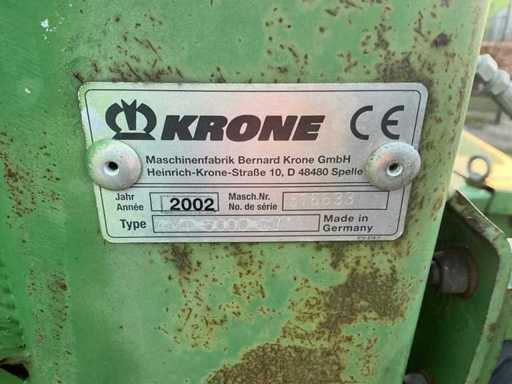 KRONE CE
Maschinenfabrik Bernard Krone GmbH
Heinrich-Krone-Straße 10, D 48480 Spelle
Jahr
Année 2002
Masch.Nr.
No. de série
Type
Made in
Germany